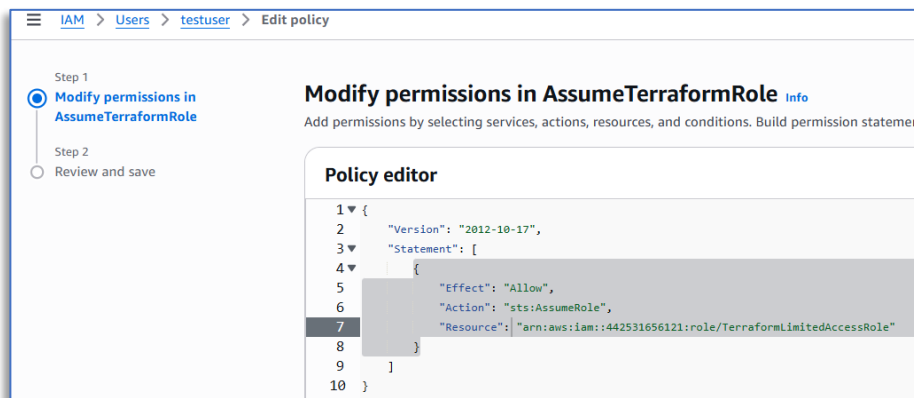 IAM > Users > testuser > Edit policy
Step 1
Modify permissions in
AssumeTerraformRole
Step 2
Review and save
Modify permissions in AssumeTerraformRole Info
Add permissions by selecting services, actions, resources, and conditions. Build permission stateme
Policy editor
1 {
2 "Version": "2012-10-17",
3 "Statement": [
4 {
5 "Effect": "Allow",
6 "Action": "sts:AssumeRole",
7 "Resource": "arn:aws:iam::442531656121:role/TerraformLimitedAccessRole"
8 }
9 ]
10 }